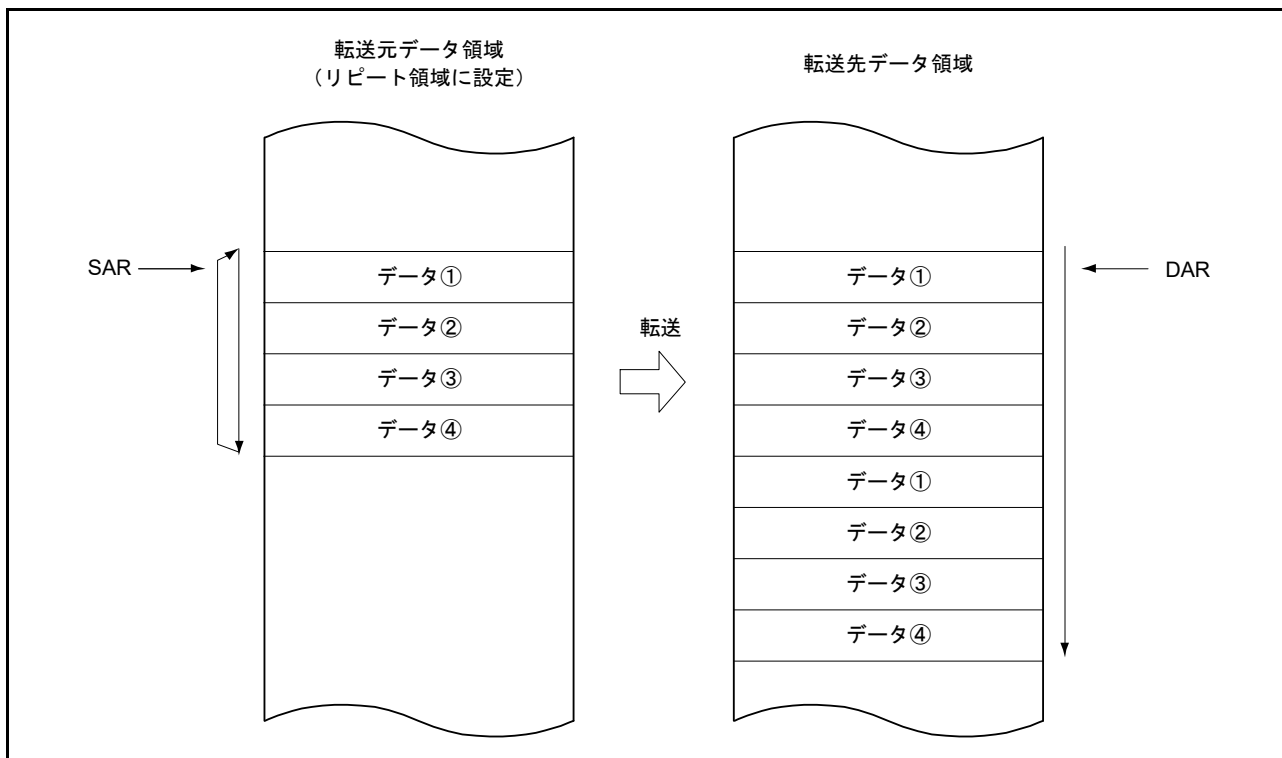 転送元データ領域
（リピート領域に設定）
転送先データ領域
SAR
データ①
データ②
データ③
データ④
転送
データ①
データ②
データ③
データ④
データ①
データ②
データ③
データ④
DAR